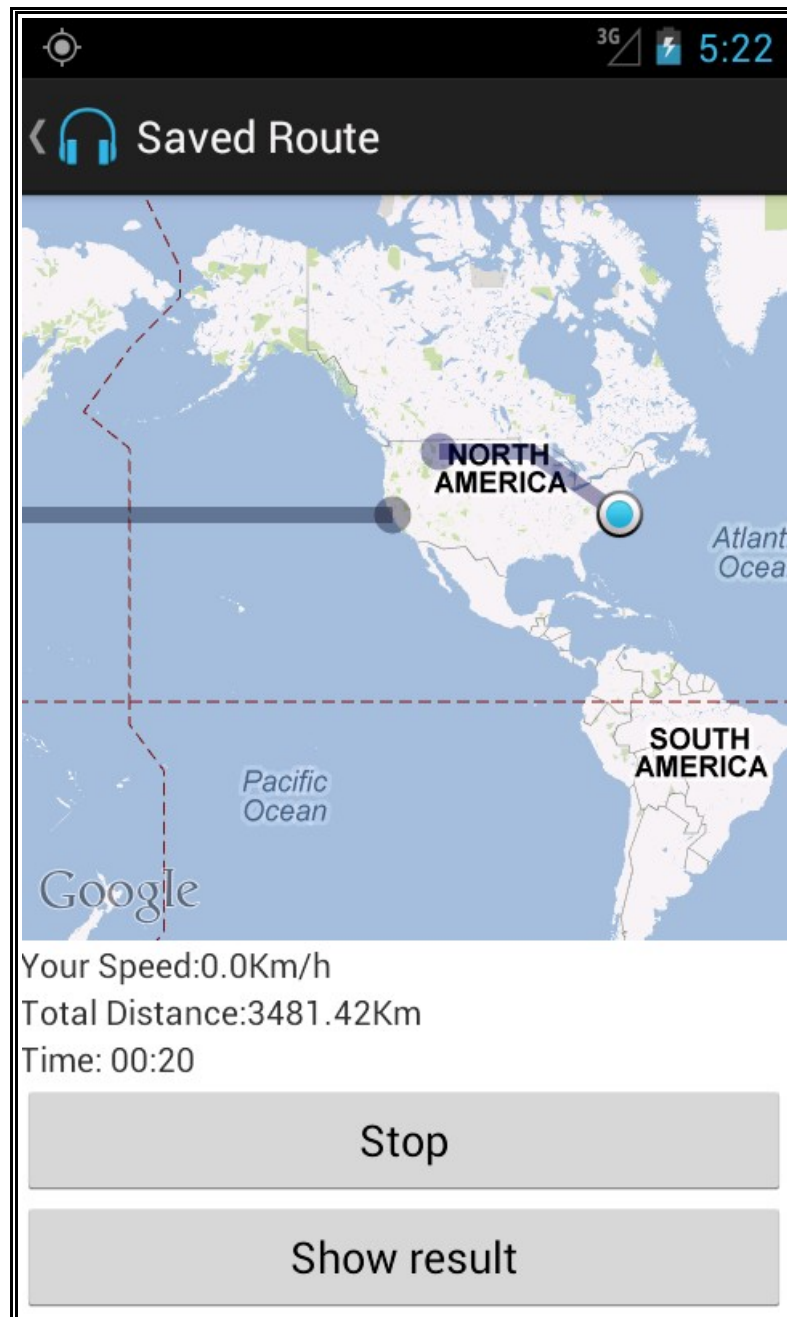 3G 5:22
Saved Route
NORTH
AMERICA
Atlant
Ocea
SOUTH
AMERICA
Pacific
Ocean
Google
Your Speed:0.0Km/h
Total Distance:3481.42Km
Time: 00:20
Stop
Show result